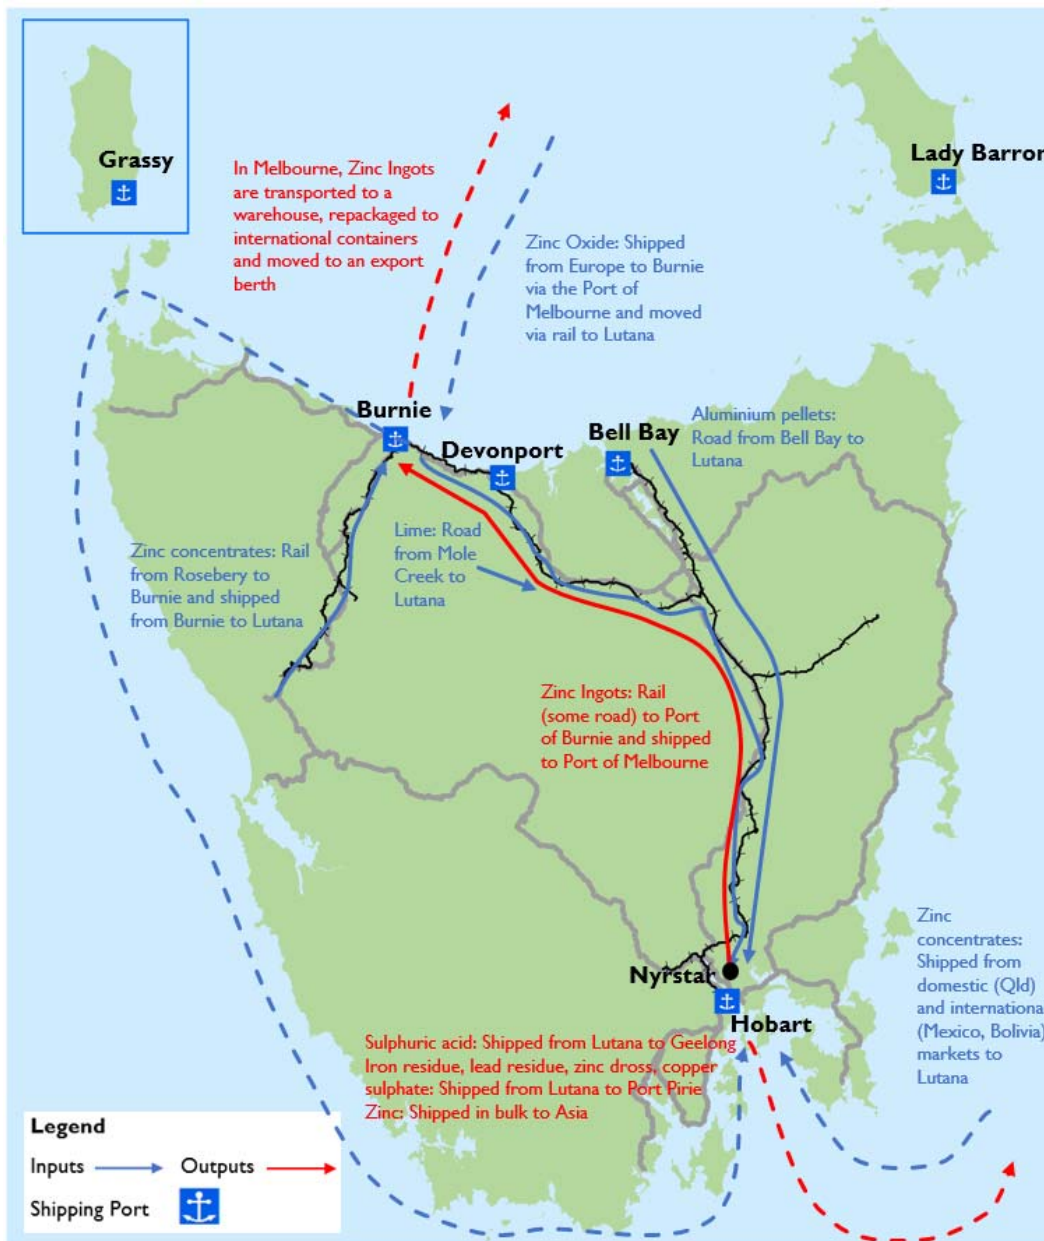 Grassy
Lady Barron
In Melbourne, Zinc Ingots
are transported to a
warehouse, repackaged to
international containers
and moved to an export
berth
Zinc Oxide: Shipped
from Europe to Burnie
via the Port of
Melbourne and moved
via rail to Lutana
Burnie
Devonport
Bell Bay
Aluminium pellets:
Road from Bell Bay to
Lutana
Zinc concentrates: Rail
from Rosebery to
Burnie and shipped
from Burnie to Lutana
Lime: Road
from Mole
Creek to
Lutana
Zinc Ingots: Rail
(some road) to Port
of Burnie and shipped
to Port of Melbourne
Zinc
concentrates:
Shipped from
domestic (Qld)
and internationa
(Mexico, Bolivia)
markets to
Lutana
Nyrstar
Hobart
Sulphuric acid: Shipped from Lutana to Geelong
Iron residue, lead residue, zinc dross, copper
sulphate: Shipped from Lutana to Port Pirie
Zinc: Shipped in bulk to Asia
Legend
Inputs
Outputs
Shipping Port